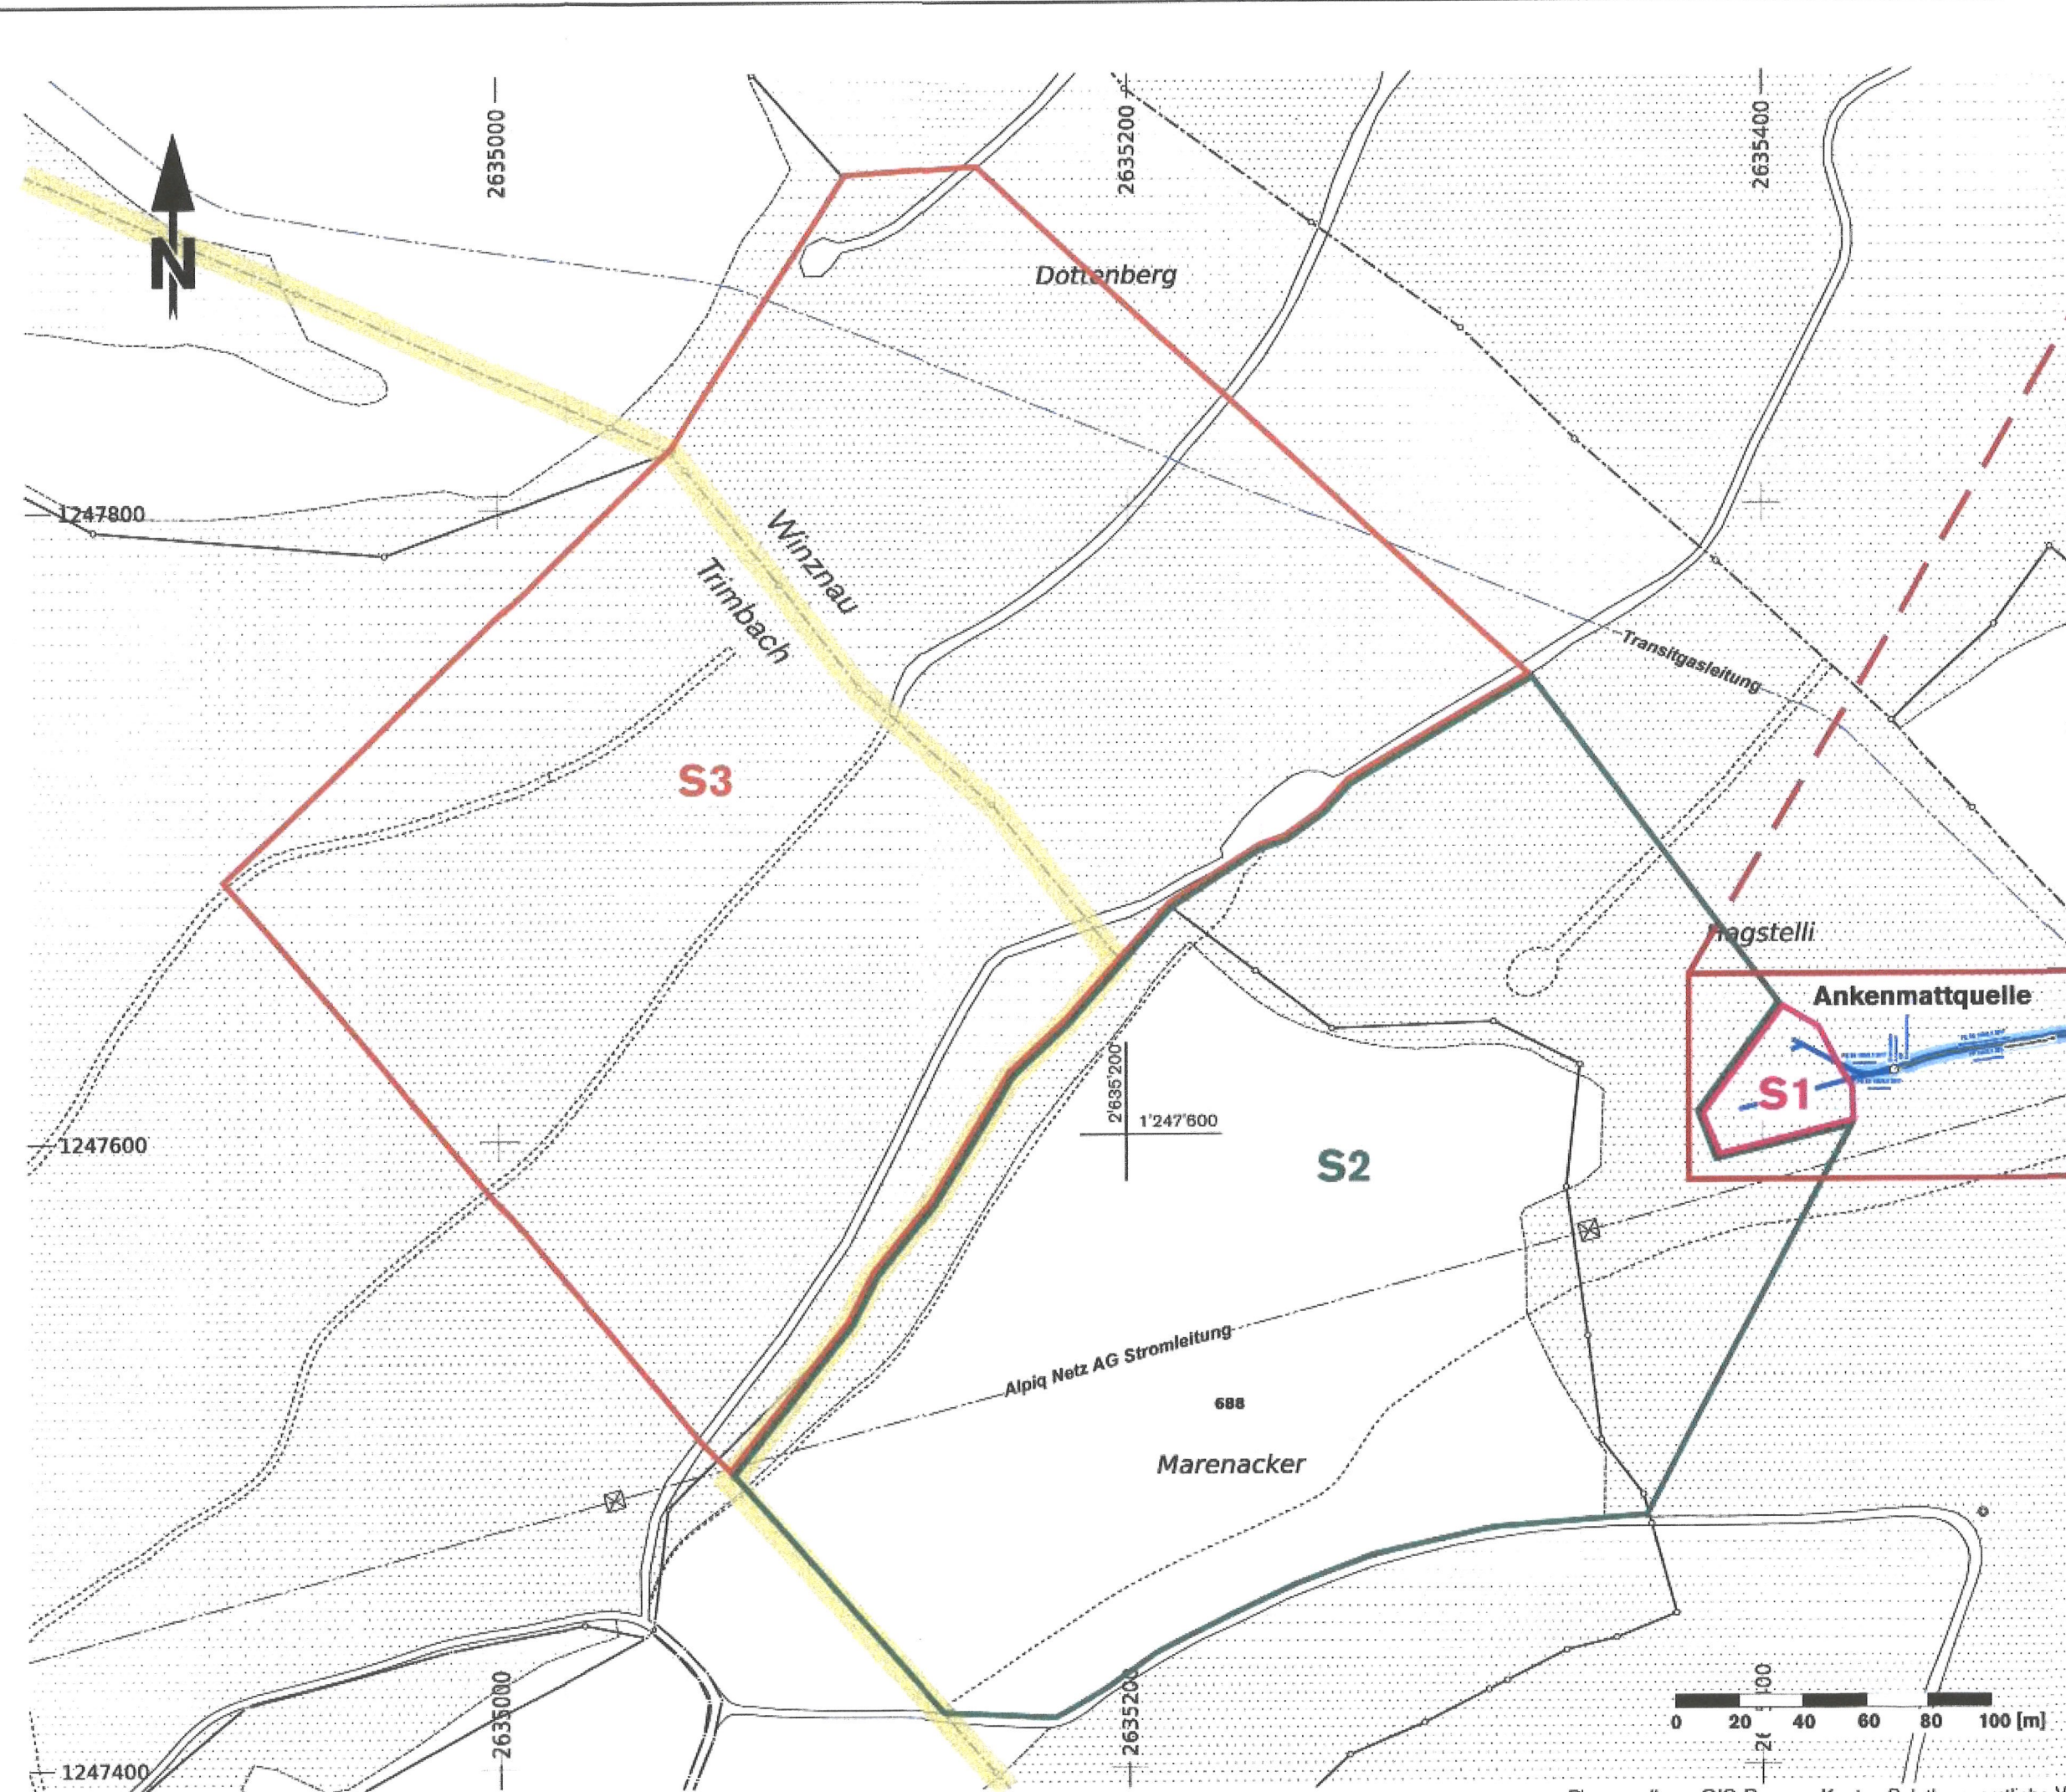 2635000
2635200
2635400
N
Dottenberg
1247800
Winznau
Trimbach
Transitgasleitung
S3
Hagstelli
Ankenmattquelle
S1
2'635'200
1'247'600
1247600
S2
Alpiq Netz AG Stromleitung
688
Marenacker
2635000
2635200
0 20 40 60 80 100 [m]
1247400